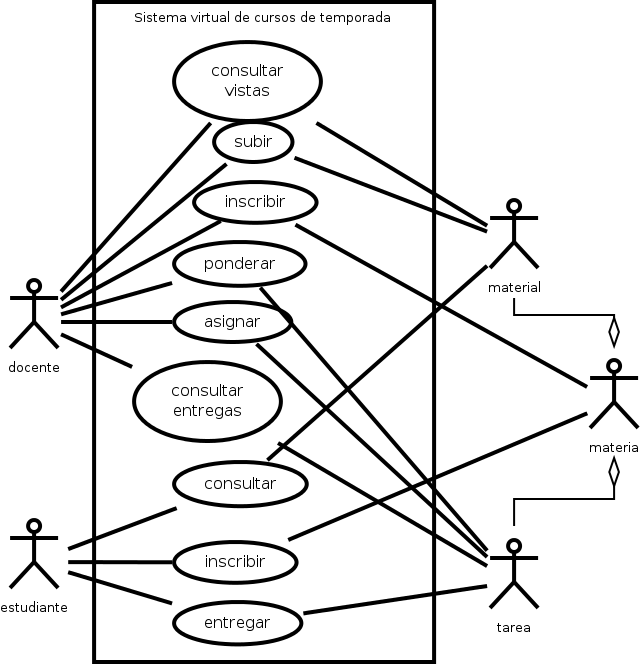 Sistema virtual de cursos de temporada
consultar
vistas
subir
inscribir
ponderar
asignar
consultar
entregas
consultar
inscribir
entregar
docente
estudiante
material
materia
tarea